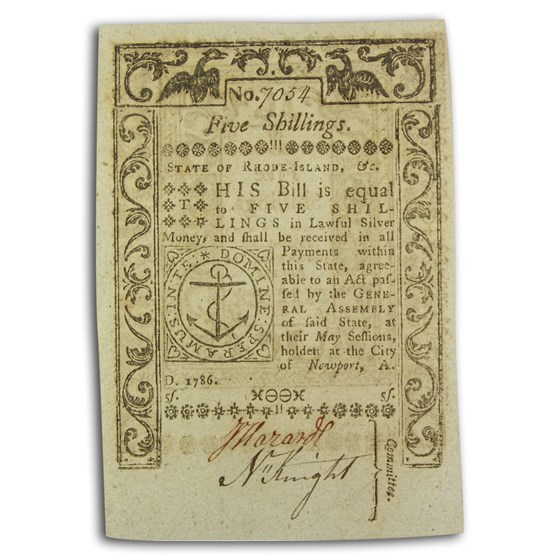 No. 7054
Five Shillings.
!!!
STATE OF RHODE-ISLAND, &c.
THIS Bill is equal
to FIVE SHIL-
LINGS in Lawful Silver
Money, and shall be received in all
Payments within
this State, agree-
able to an Act paſ-
ſed by the GENE-
RAL ASSEMBLY
of ſaid State, at
their May Seſſions,
holden at the City
of Newport, A.
D. 1786.
IN TE DOMINE SPERAMUS
5ſ. 5ſ.
Nn Knight
Committee.